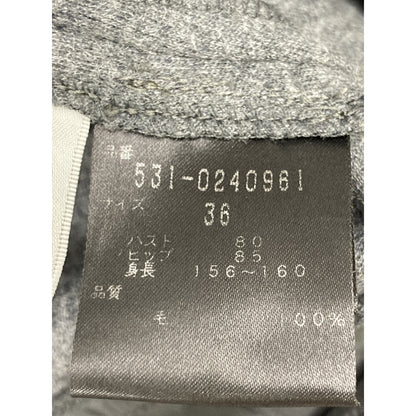 品番
531-0240961
サイズ
36
バスト 80
ヒップ 85
身長 156~160
品質
毛 100%